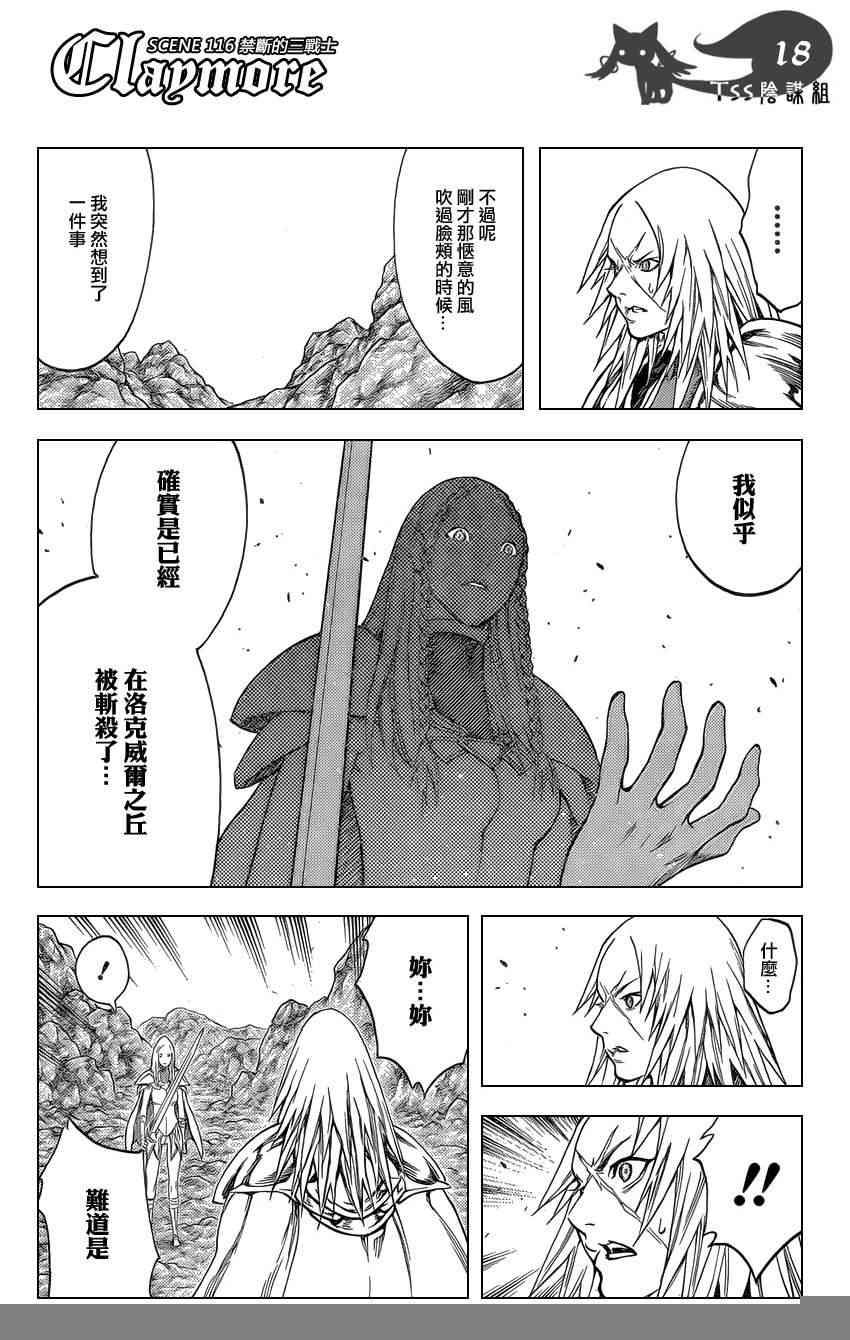 SCENE 116 禁斷的三戰士
Claymore
18
Tss陰謀組
………
不過呢
剛才那愜意的風
吹過臉頰的時候…
我突然想到了
一件事
我似乎
確實是已經
在洛克威爾之丘
被斬殺了…
什麼…
!!
妳…妳
!
難道是